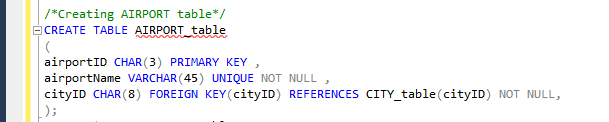 /*Creating AIRPORT table*/
CREATE TABLE AIRPORT_table
(
airportID CHAR(3) PRIMARY KEY ,
airportName VARCHAR(45) UNIQUE NOT NULL ,
cityID CHAR(8) FOREIGN KEY(cityID) REFERENCES CITY_table(cityID) NOT NULL,
);